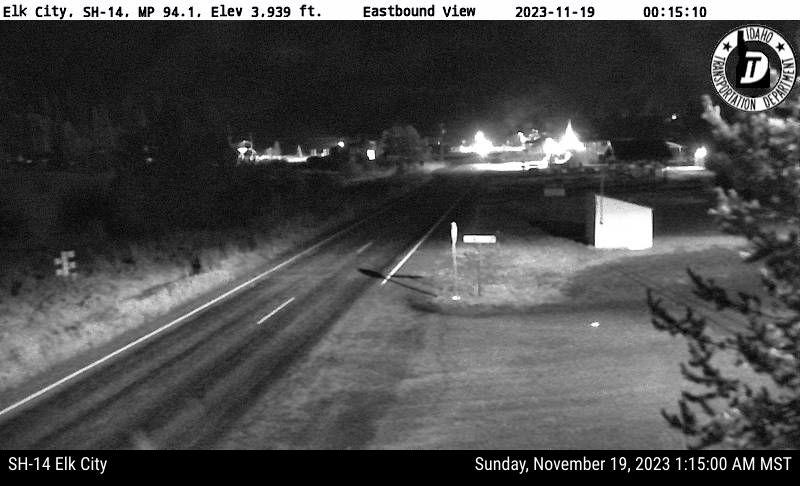 Elk City, SH-14, MP 94.1, Elev 3,939 ft. Eastbound View 2023-11-19 00:15:10
IDAHO
TRANSPORTATION DEPARTMENT
SH-14 Elk City Sunday, November 19, 2023 1:15:00 AM MST